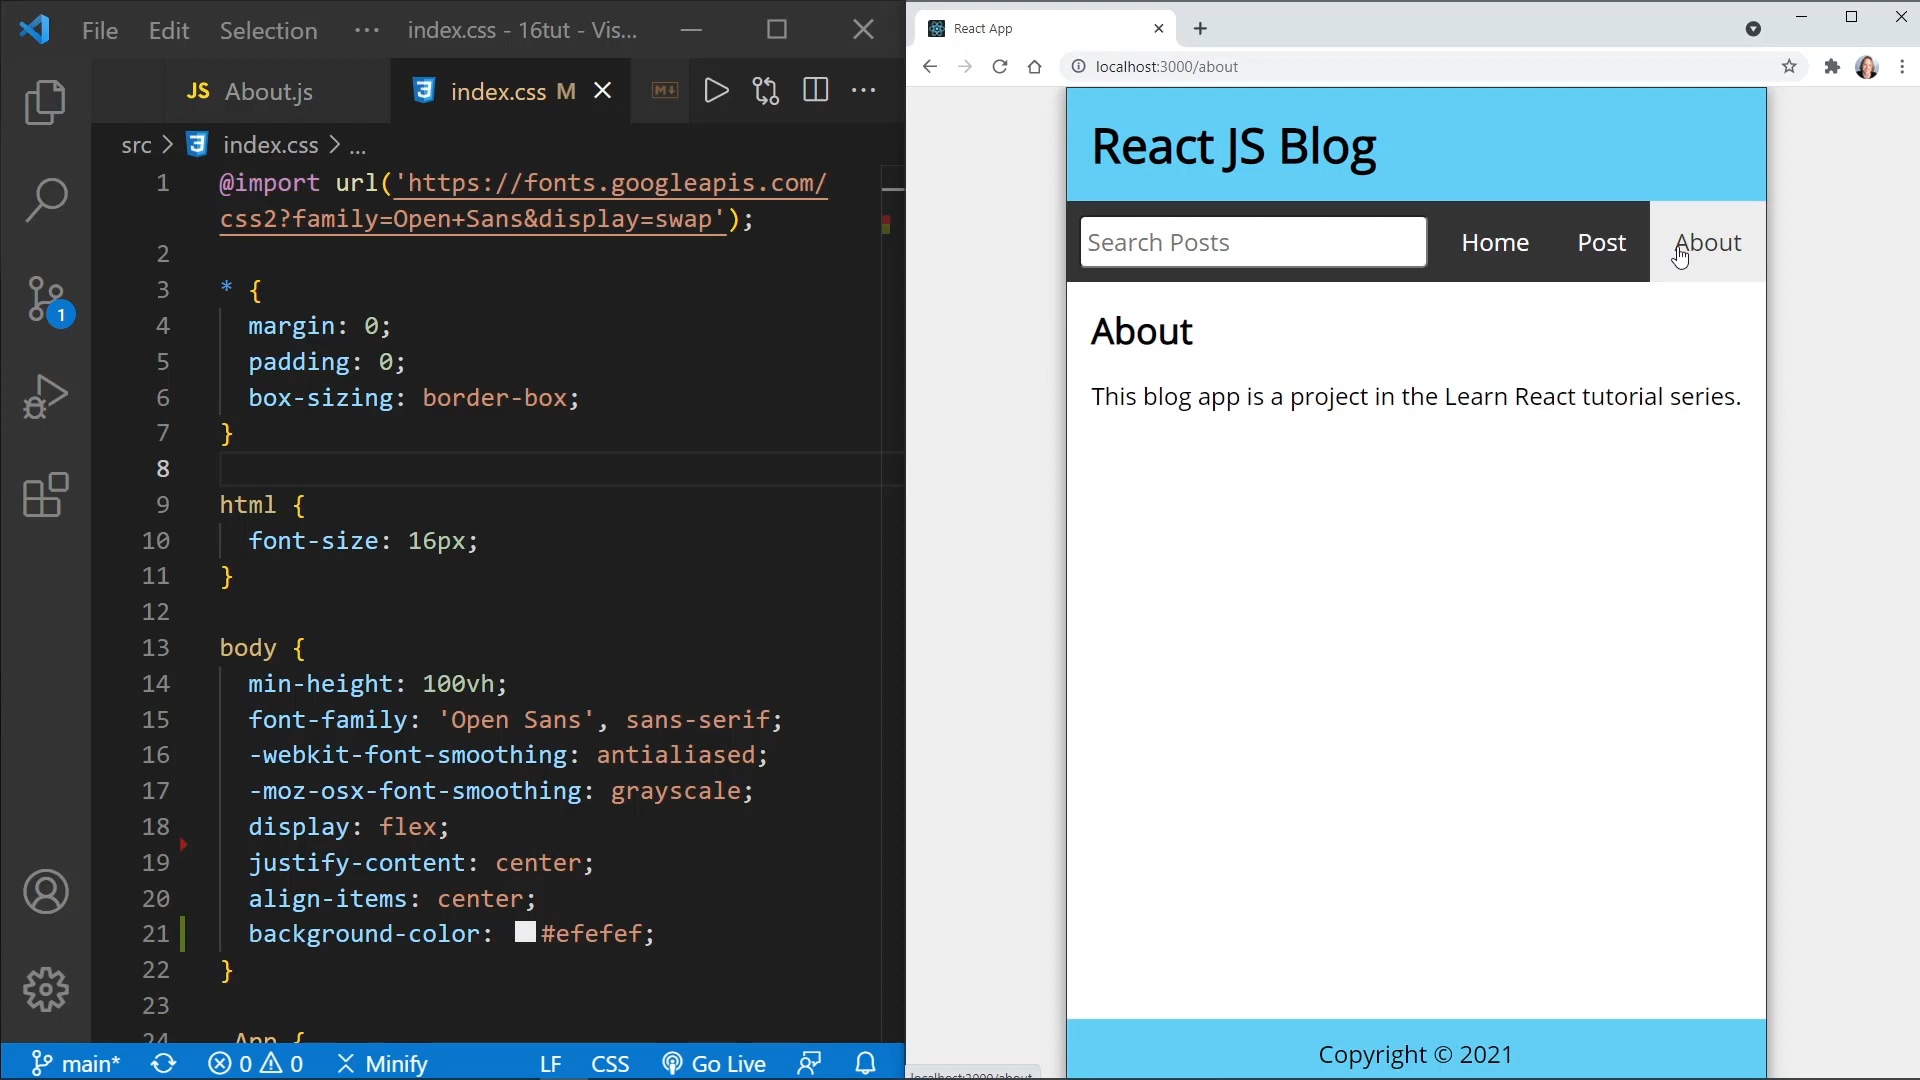 File Edit Selection ··· index.css - 16tut - Vis...
JS About.js index.css M
src > index.css > ...
1 @import url('https://fonts.googleapis.com/
css2?family=Open+Sans&display=swap');
2
3 * {
4 margin: 0;
5 padding: 0;
6 box-sizing: border-box;
7 }
8
9 html {
10 font-size: 16px;
11 }
12
13 body {
14 min-height: 100vh;
15 font-family: 'Open Sans', sans-serif;
16 -webkit-font-smoothing: antialiased;
17 -moz-osx-font-smoothing: grayscale;
18 display: flex;
19 justify-content: center;
20 align-items: center;
21 background-color: #efefef;
22 }
23
24 .App {
1
main* 0 0 Minify LF CSS Go Live
React App
localhost:3000/about
React JS Blog
Search Posts Home Post About
About
This blog app is a project in the Learn React tutorial series.
Copyright © 2021
localhost:3000/about